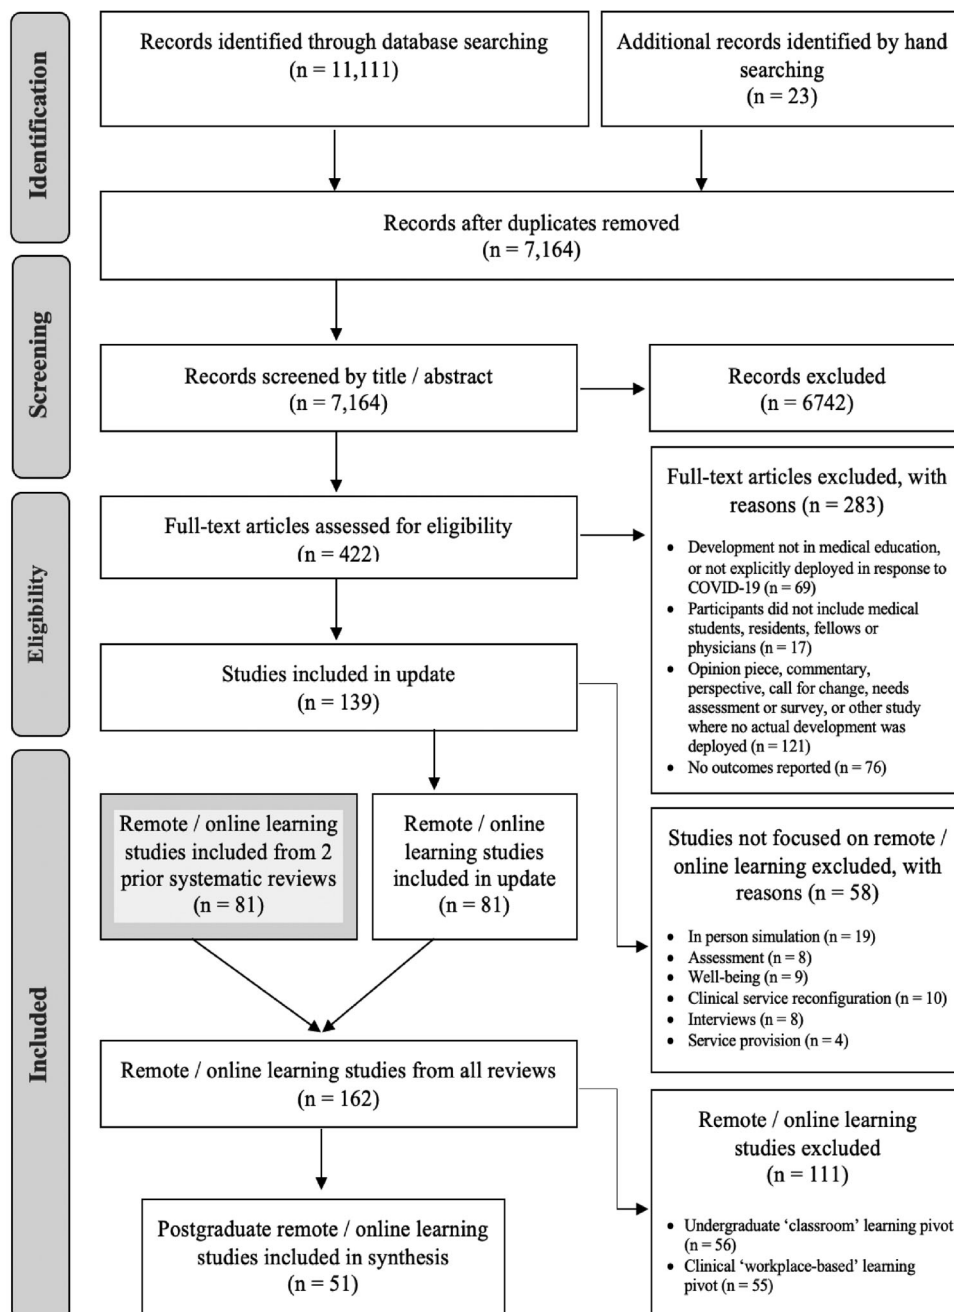 Identification
Records identified through database searching
(n = 11,111)
Additional records identified by hand
searching
(n = 23)
Records after duplicates removed
(n = 7,164)
Screening
Records screened by title / abstract
(n = 7,164)
Records excluded
(n = 6742)
Eligibility
Full-text articles assessed for eligibility
(n = 422)
Full-text articles excluded, with
reasons (n = 283)
• Development not in medical education,
or not explicitly deployed in response to
COVID-19 (n = 69)
• Participants did not include medical
students, residents, fellows or
physicians (n = 17)
• Opinion piece, commentary,
perspective, call for change, needs
assessment or survey, or other study
where no actual development was
deployed (n = 121)
• No outcomes reported (n = 76)
Studies included in update
(n = 139)
Included
Remote / online learning
studies included from 2
prior systematic reviews
(n = 81)
Remote / online
learning studies
included in update
(n = 81)
Studies not focused on remote /
online learning excluded, with
reasons (n = 58)
• In person simulation (n = 19)
• Assessment (n = 8)
• Well-being (n = 9)
• Clinical service reconfiguration (n = 10)
• Interviews (n = 8)
• Service provision (n = 4)
Remote / online learning studies from all reviews
(n = 162)
Remote / online learning
studies excluded
(n = 111)
• Undergraduate ‘classroom’ learning pivot
(n = 56)
• Clinical ‘workplace-based’ learning
pivot (n = 55)
Postgraduate remote / online learning
studies included in synthesis
(n = 51)